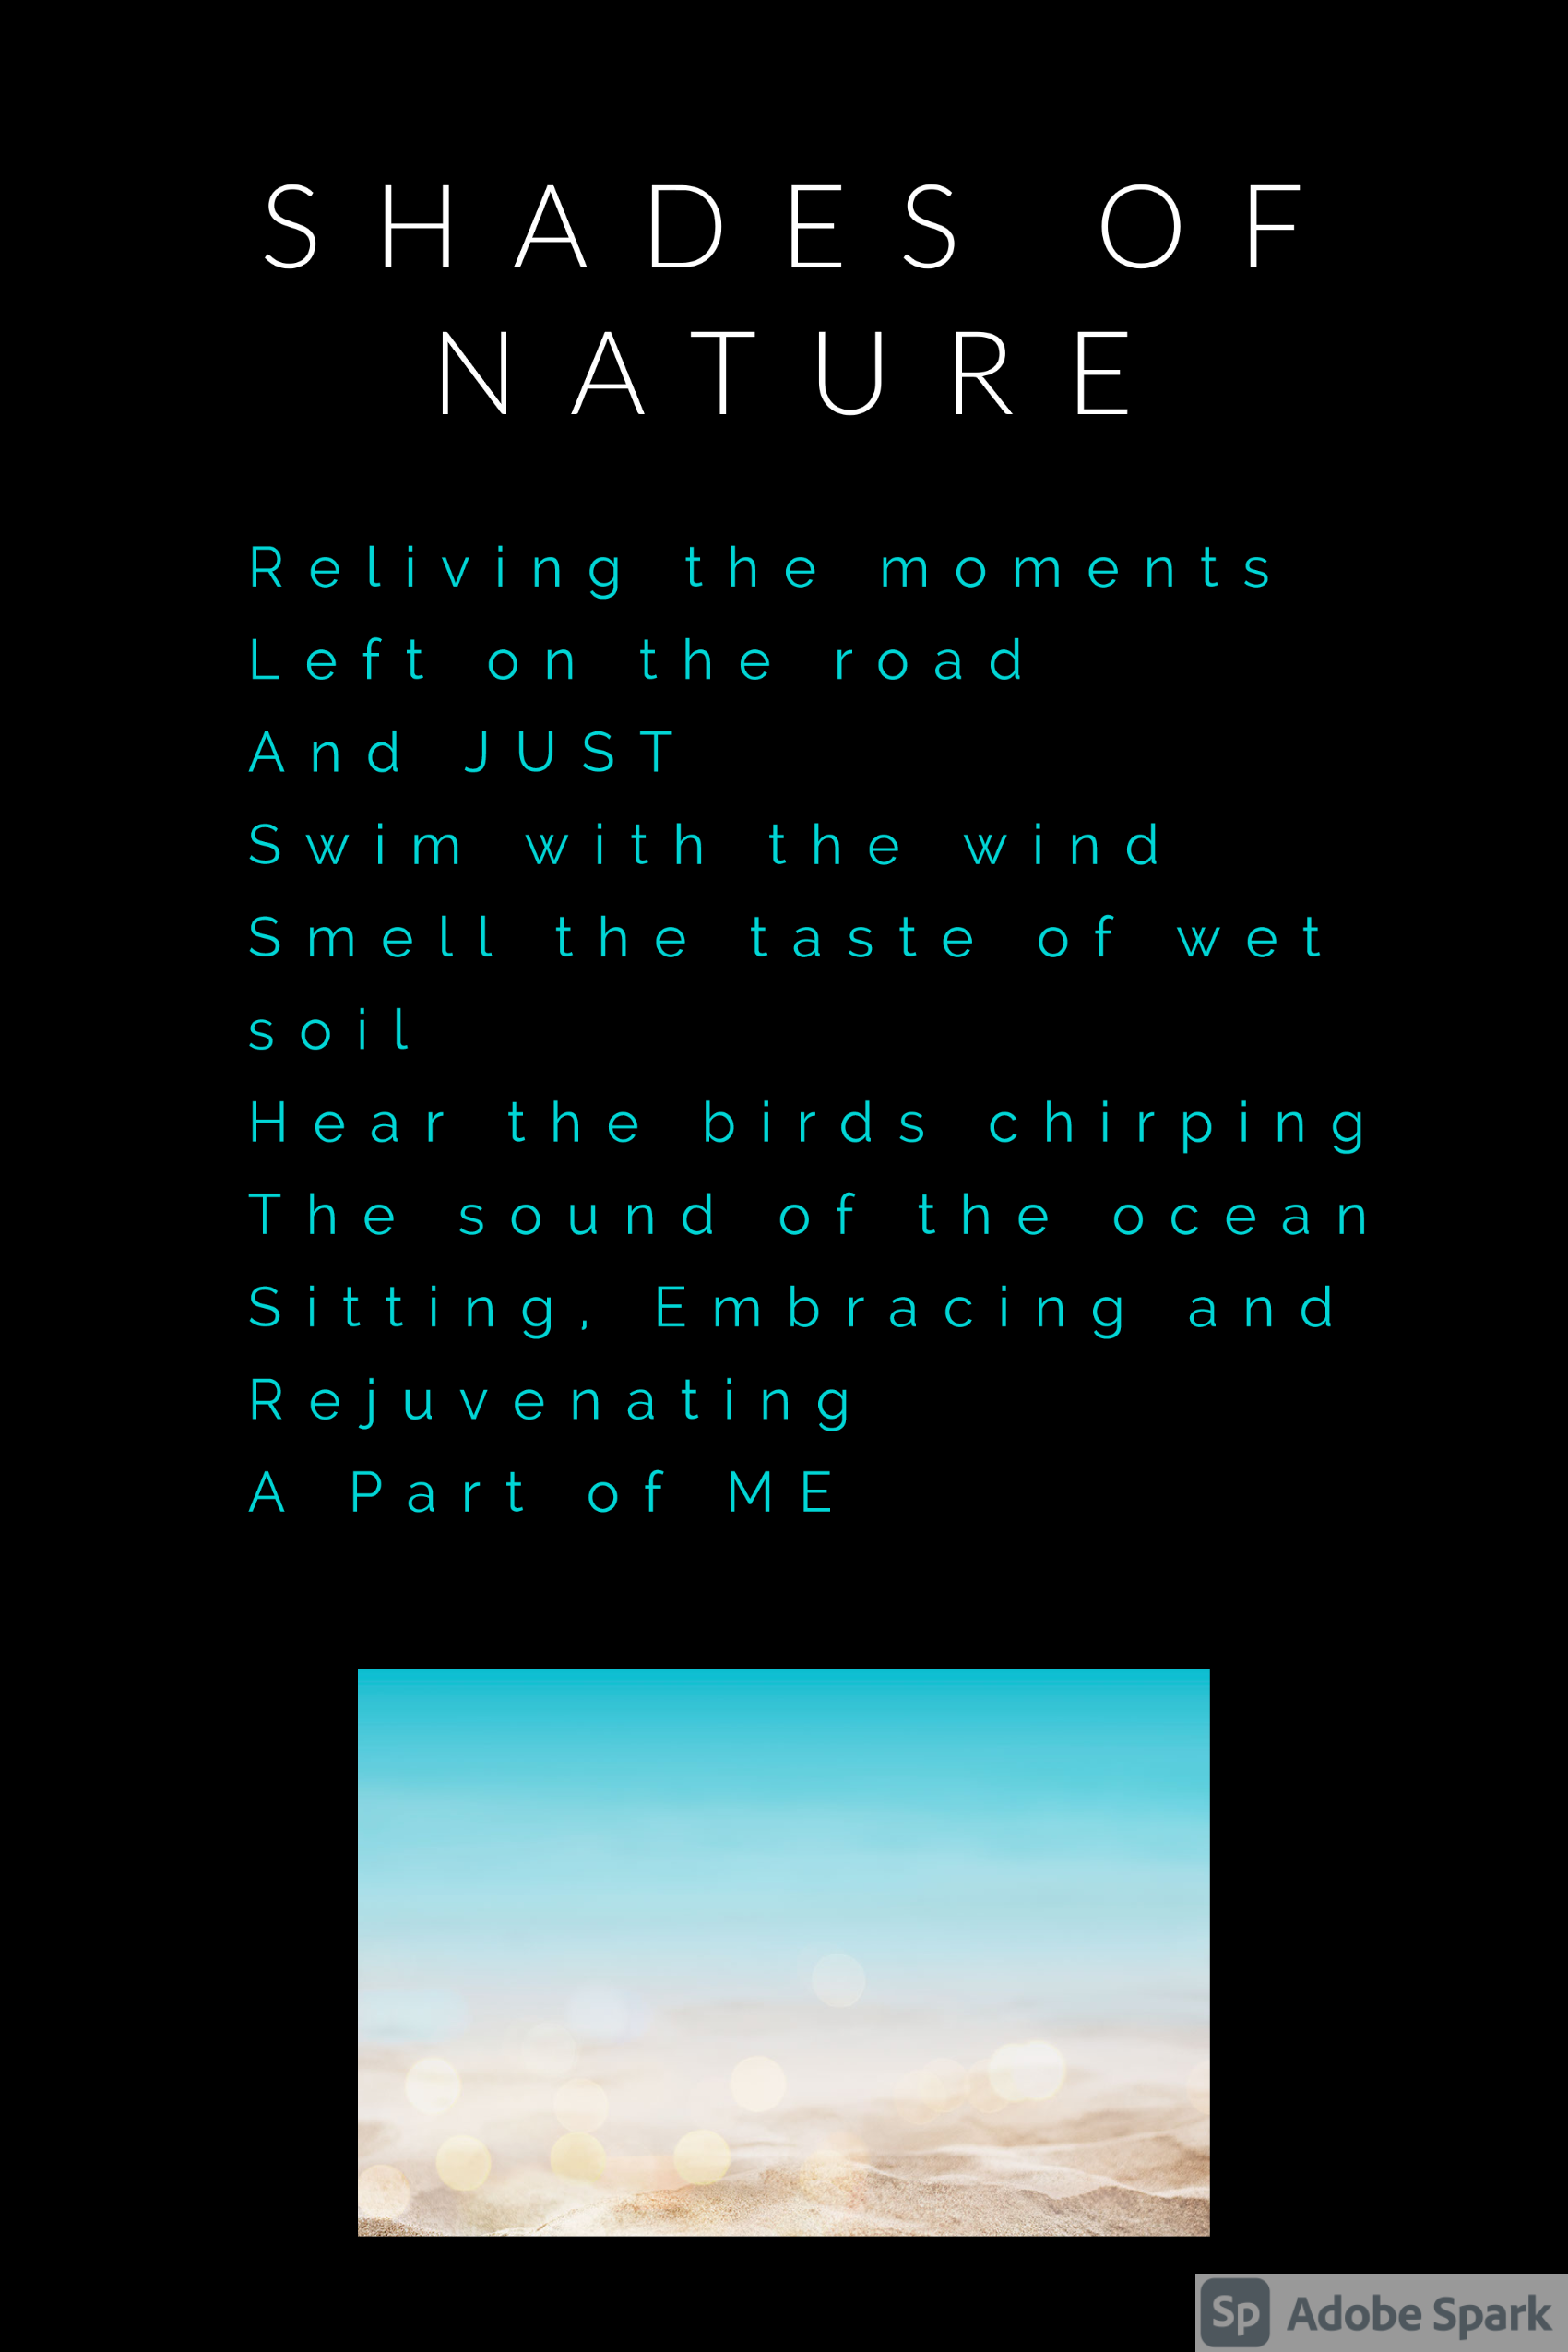 SHADES OF
NATURE
Reliving the moments
Left on the road
And JUST
Swim with the wind
Smell the taste of wet
soil
Hear the birds chirping
The sound of the ocean
Sitting, Embracing and
Rejuvenating
A Part of ME
Sp Adobe Spark